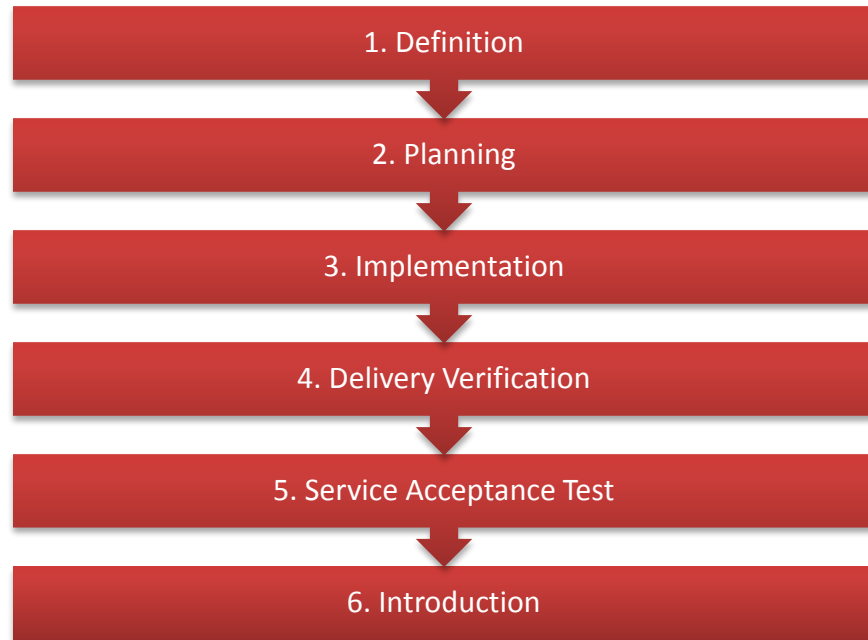 1. Definition
2. Planning
3. Implementation
4. Delivery Verification
5. Service Acceptance Test
6. Introduction